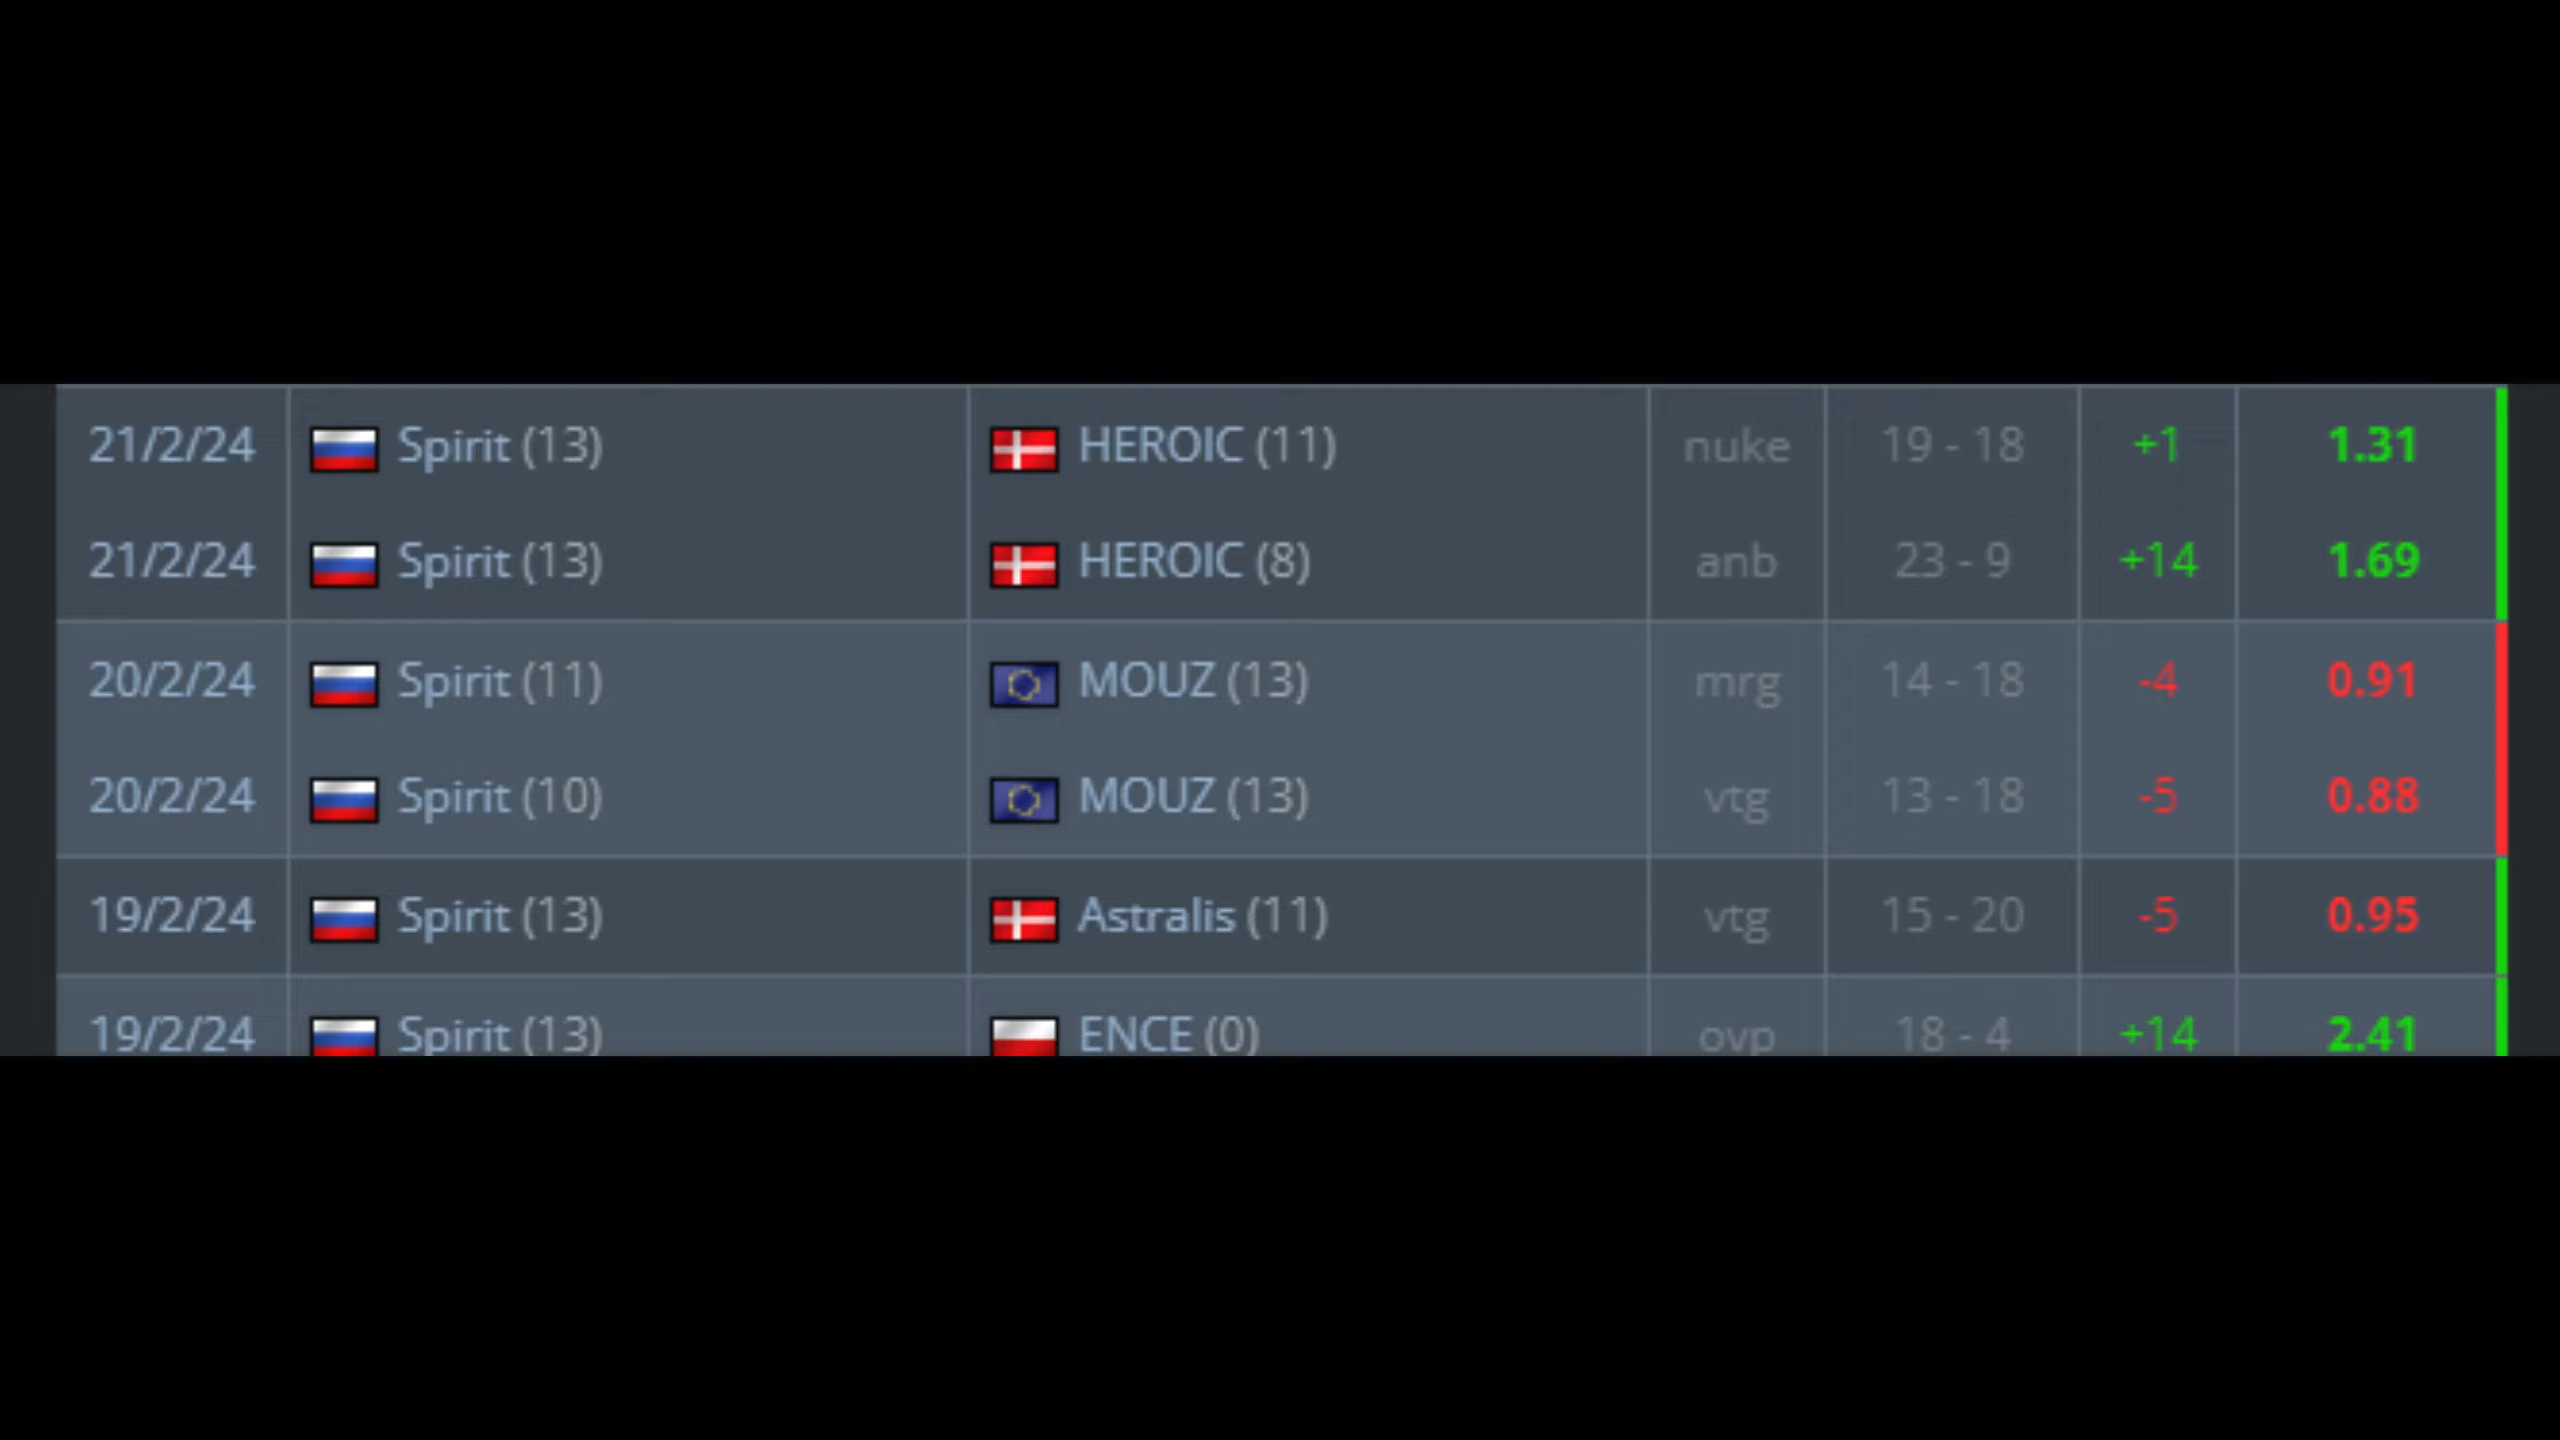 21/2/24 Spirit (13) HEROIC (11) nuke 19 - 18 +1 1.31
21/2/24 Spirit (13) HEROIC (8) anb 23 - 9 +14 1.69
20/2/24 Spirit (11) MOUZ (13) mrg 14 - 18 -4 0.91
20/2/24 Spirit (10) MOUZ (13) vtg 13 - 18 -5 0.88
19/2/24 Spirit (13) Astralis (11) vtg 15 - 20 -5 0.95
19/2/24 Spirit (13) ENCE (0) ovp 18 - 4 +14 2.41